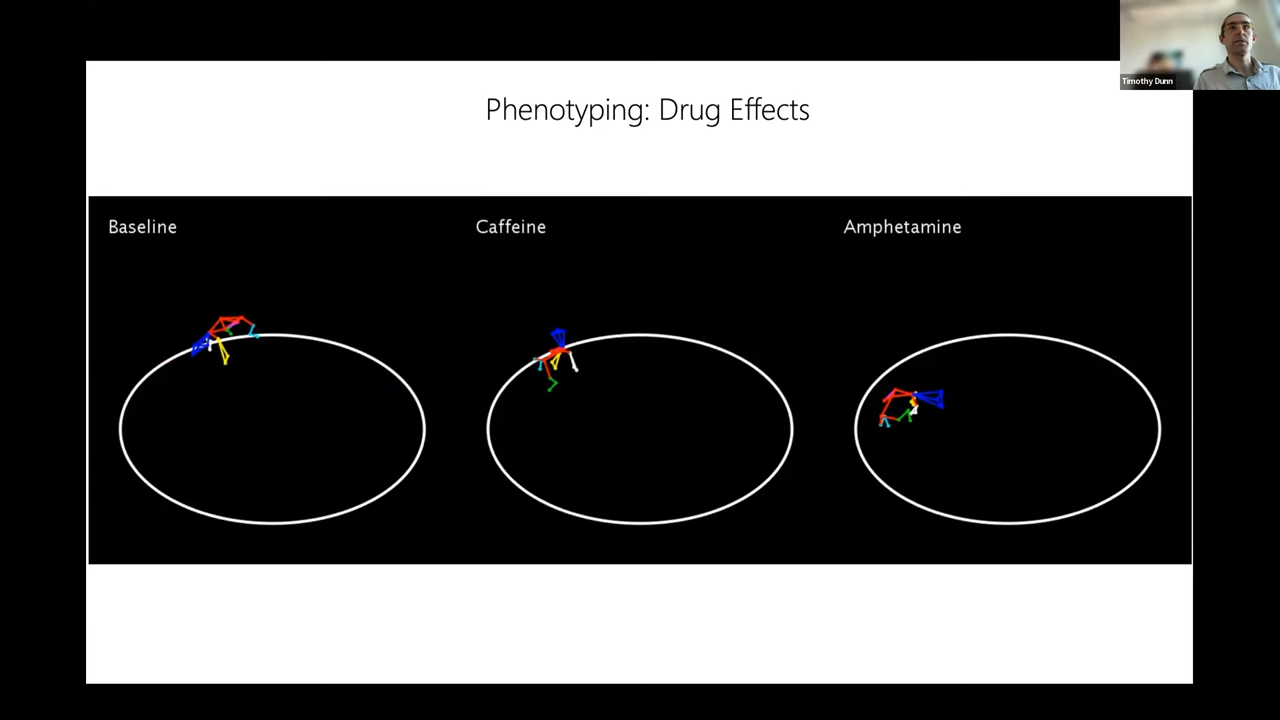 Timothy Dunn
Phenotyping: Drug Effects
Baseline
Caffeine
Amphetamine